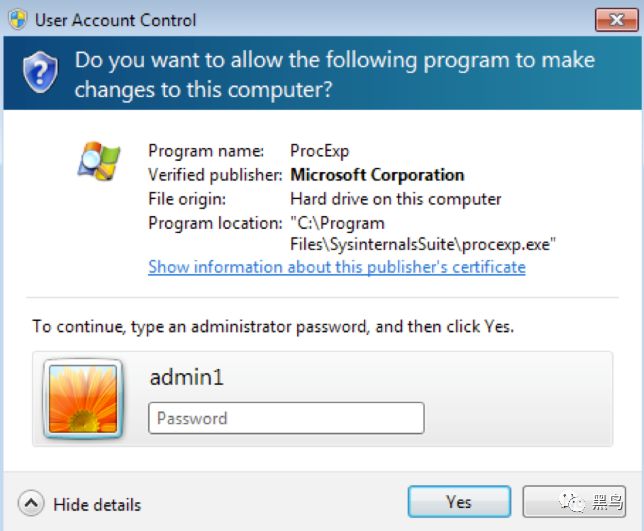 User Account Control
Do you want to allow the following program to make
changes to this computer?
Program name: ProcExp
Verified publisher: Microsoft Corporation
File origin: Hard drive on this computer
Program location: "C:\Program
Files\SysinternalsSuite\procexp.exe"
Show information about this publisher's certificate
To continue, type an administrator password, and then click Yes.
admin1
Password
Hide details
Yes
黑鸟